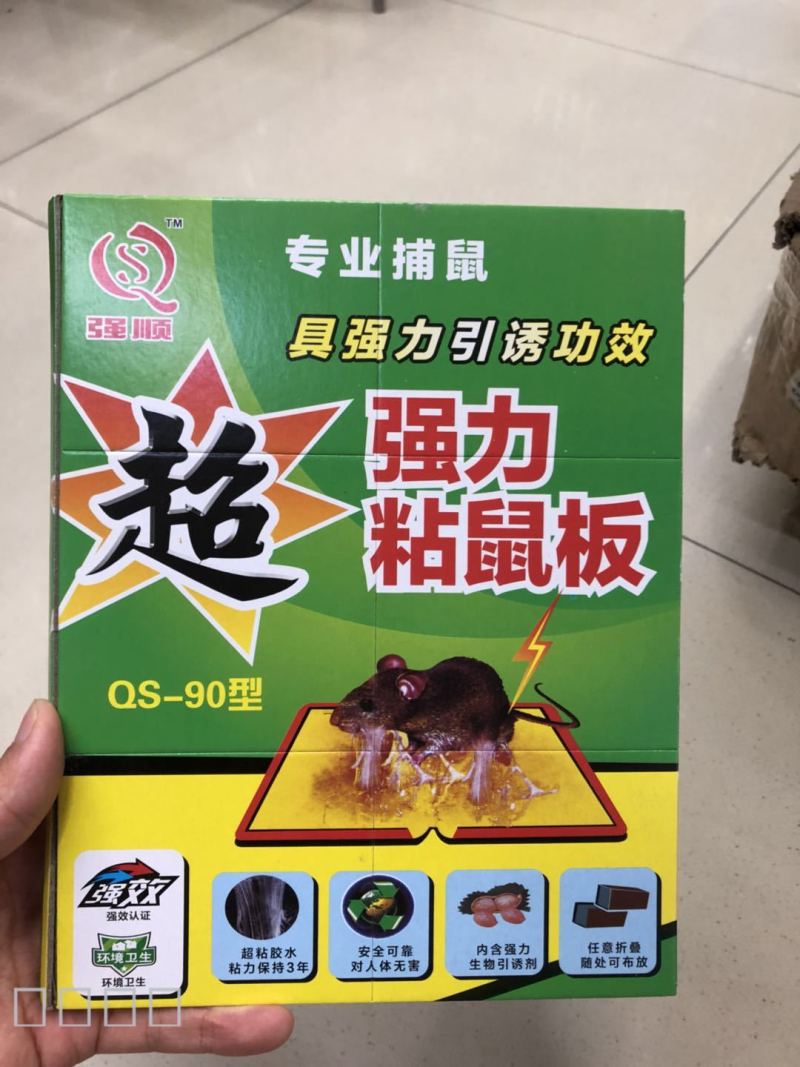 TM
强顺
专业捕鼠
具强力引诱功效
超
强力
粘鼠板
QS-90型
强效
强效认证
环境卫生
环境卫生
超粘胶水
粘力保持3年
安全可靠
对人体无害
内含强力
生物引诱剂
任意折叠
随处可布放